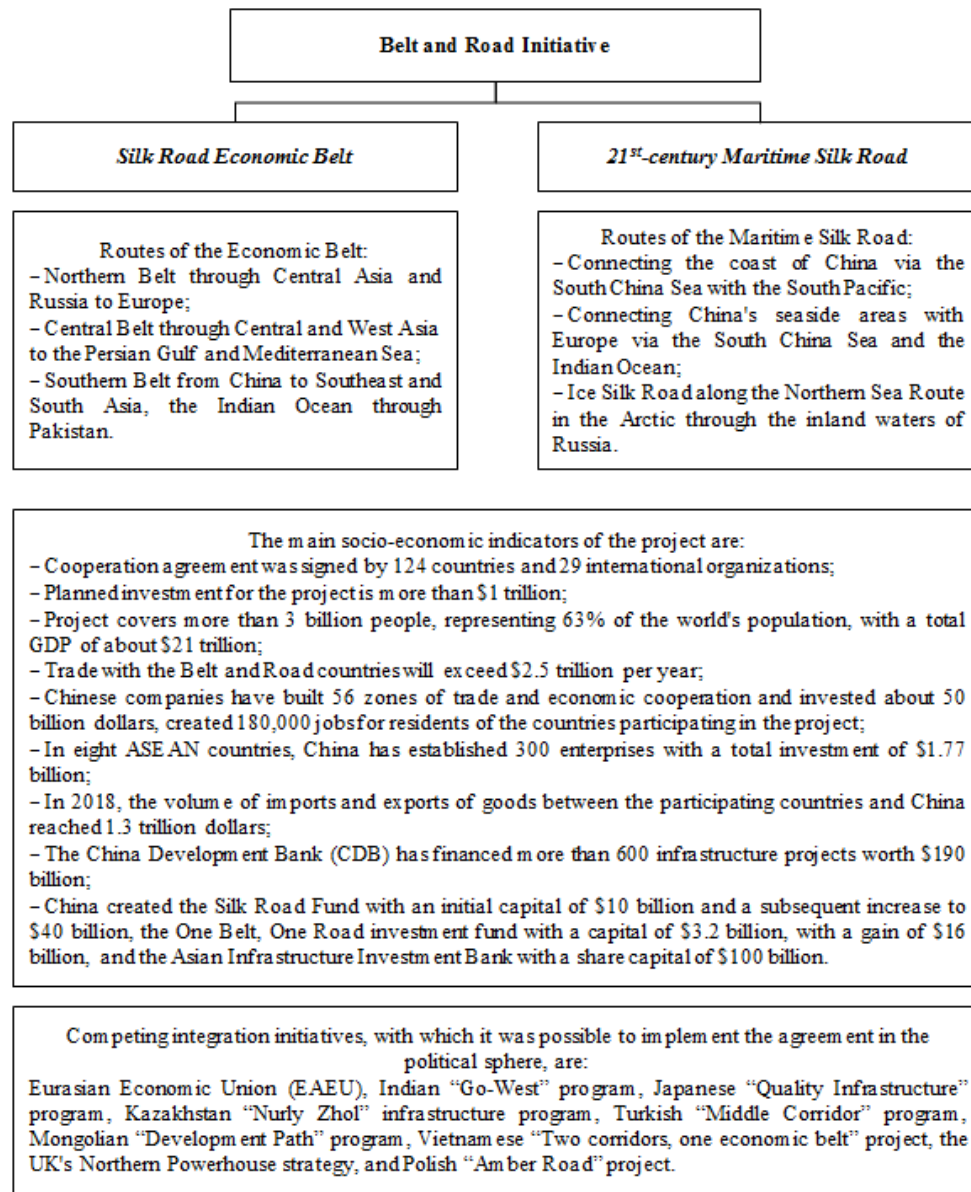 Belt and Road Initiative
Silk Road Economic Belt
21st-century Maritime Silk Road
Routes of the Economic Belt:
– Northern Belt through Central Asia and
Russia to Europe;
– Central Belt through Central and West Asia
to the Persian Gulf and Mediterranean Sea;
– Southern Belt from China to Southeast and
South Asia, the Indian Ocean through
Pakistan.
Routes of the Maritime Silk Road:
– Connecting the coast of China via the
South China Sea with the South Pacific;
– Connecting China's seaside areas with
Europe via the South China Sea and the
Indian Ocean;
– Ice Silk Road along the Northern Sea Route
in the Arctic through the inland waters of
Russia.
The main socio-economic indicators of the project are:
– Cooperation agreement was signed by 124 countries and 29 international organizations;
– Planned investment for the project is more than $1 trillion;
– Project covers more than 3 billion people, representing 63% of the world's population, with a total
GDP of about $21 trillion;
– Trade with the Belt and Road countries will exceed $2.5 trillion per year;
– Chinese companies have built 56 zones of trade and economic cooperation and invested about 50
billion dollars, created 180,000 jobs for residents of the countries participating in the project;
– In eight ASEAN countries, China has established 300 enterprises with a total investment of $1.77
billion;
– In 2018, the volume of imports and exports of goods between the participating countries and China
reached 1.3 trillion dollars;
– The China Development Bank (CDB) has financed more than 600 infrastructure projects worth $190
billion;
– China created the Silk Road Fund with an initial capital of $10 billion and a subsequent increase to
$40 billion, the One Belt, One Road investment fund with a capital of $3.2 billion, with a gain of $16
billion, and the Asian Infrastructure Investment Bank with a share capital of $100 billion.
Competing integration initiatives, with which it was possible to implement the agreement in the
political sphere, are:
Eurasian Economic Union (EAEU), Indian “Go-West” program, Japanese “Quality Infrastructure”
program, Kazakhstan “Nurly Zhol” infrastructure program, Turkish “Middle Corridor” program,
Mongolian “Development Path” program, Vietnamese “Two corridors, one economic belt” project, the
UK's Northern Powerhouse strategy, and Polish “Amber Road” project.